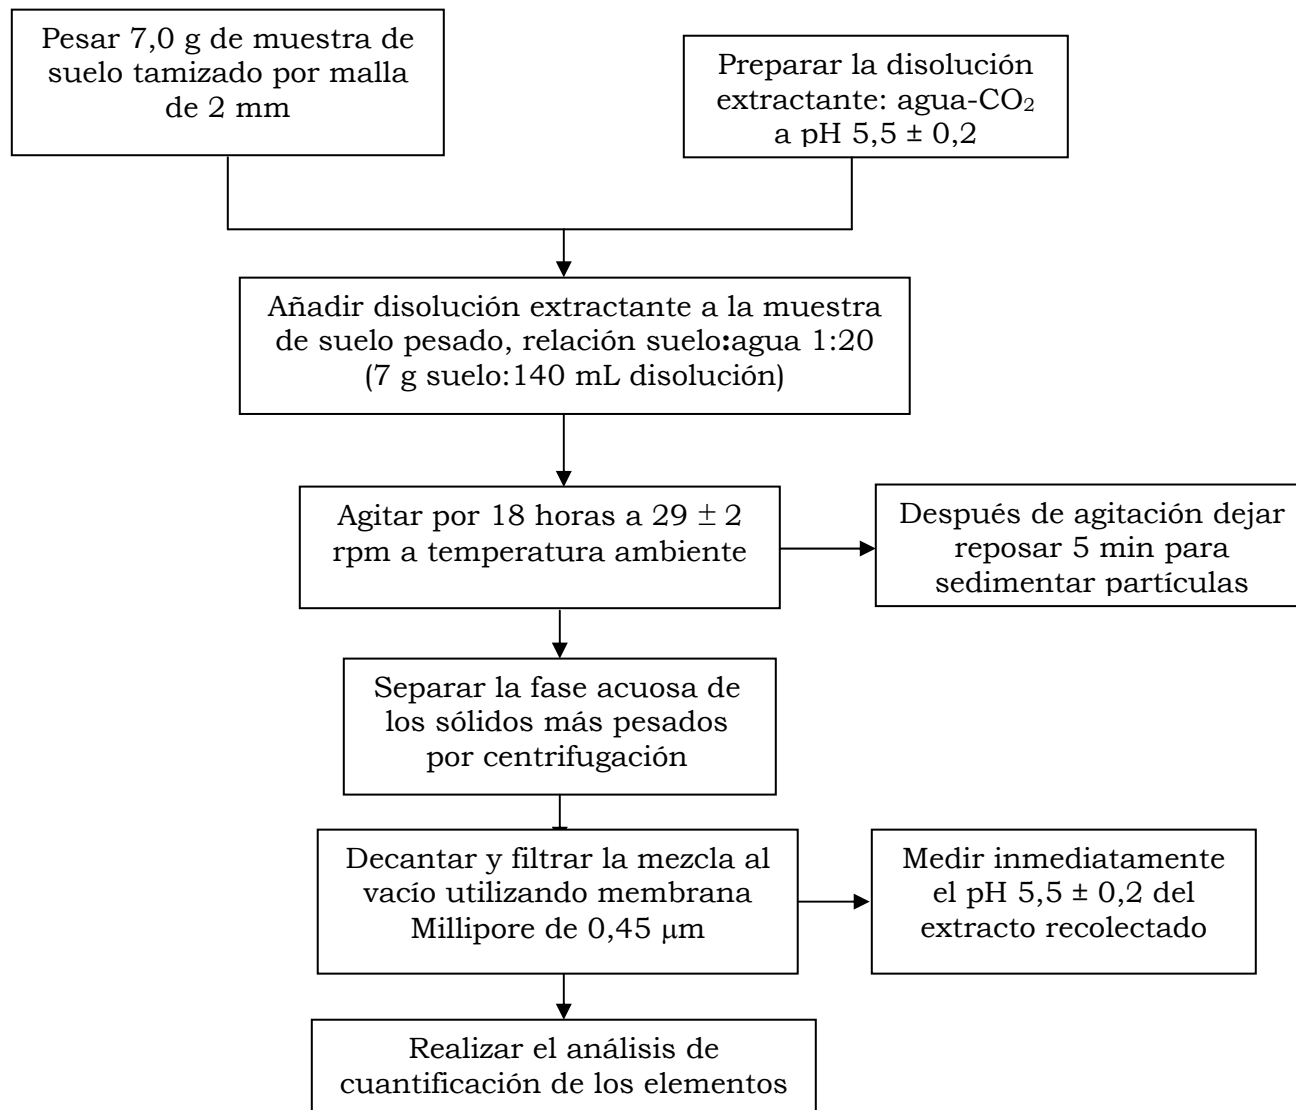 Pesar 7,0 g de muestra de
suelo tamizado por malla
de 2 mm
Preparar la disolución
extractante: agua-CO₂
a pH 5,5 ± 0,2
Añadir disolución extractante a la muestra
de suelo pesado, relación suelo:agua 1:20
(7 g suelo:140 mL disolución)
Agitar por 18 horas a 29 ± 2
rpm a temperatura ambiente
Después de agitación dejar
reposar 5 min para
sedimentar partículas
Separar la fase acuosa de
los sólidos más pesados
por centrifugación
Decantar y filtrar la mezcla al
vacío utilizando membrana
Millipore de 0,45 µm
Medir inmediatamente
el pH 5,5 ± 0,2 del
extracto recolectado
Realizar el análisis de
cuantificación de los elementos